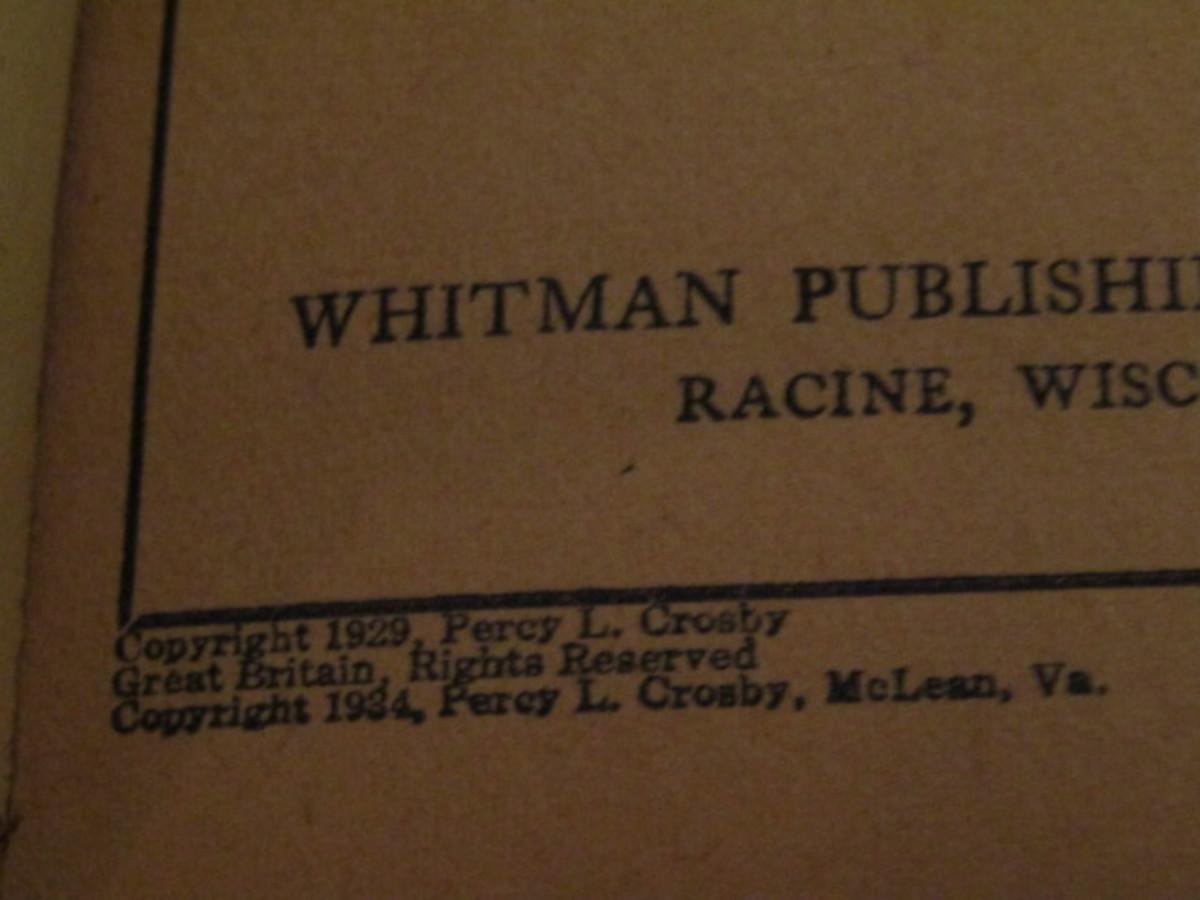 WHITMAN PUBLISHI
RACINE, WISC
Copyright 1929, Percy L. Crosby
Great Britain, Rights Reserved
Copyright 1934, Percy L. Crosby, McLean, Va.